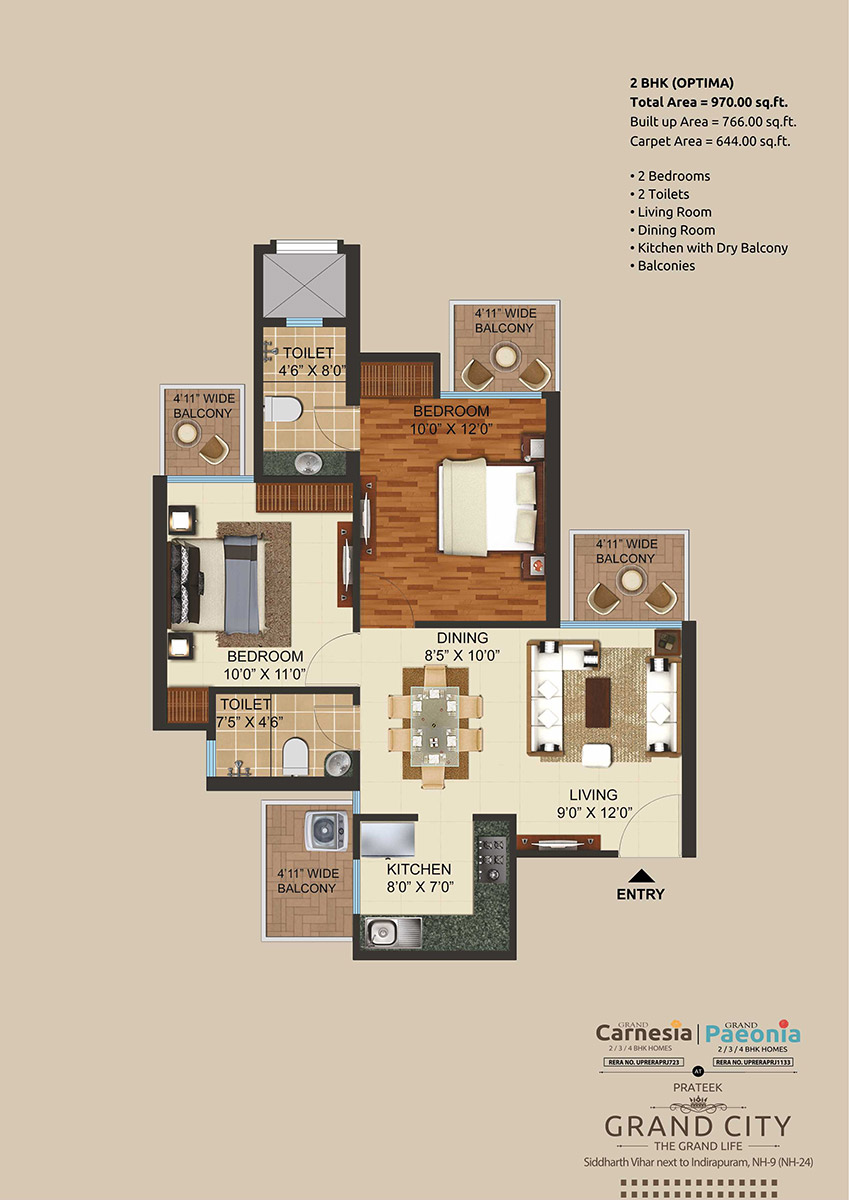 2 BHK (OPTIMA)
Total Area = 970.00 sq.ft.
Built up Area = 766.00 sq.ft.
Carpet Area = 644.00 sq.ft.
• 2 Bedrooms
• 2 Toilets
• Living Room
• Dining Room
• Kitchen with Dry Balcony
• Balconies
4'11" WIDE
BALCONY
TOILET
4'6" X 8'0"
4'11" WIDE
BALCONY
BEDROOM
10'0" X 12'0"
4'11" WIDE
BALCONY
DINING
8'5" X 10'0"
BEDROOM
10'0" X 11'0"
TOILET
7'5" X 4'6"
LIVING
9'0" X 12'0"
4'11" WIDE
BALCONY
KITCHEN
8'0" X 7'0"
ENTRY
GRAND
Carnesia
2 / 3 / 4 BHK HOMES
RERA NO. UPRERAPRJ723
GRAND
Paeonia
2 / 3 / 4 BHK HOMES
RERA NO. UPRERAPRJ1133
AT
PRATEEK
GRAND CITY
THE GRAND LIFE
Siddharth Vihar next to Indirapuram, NH-9 (NH-24)